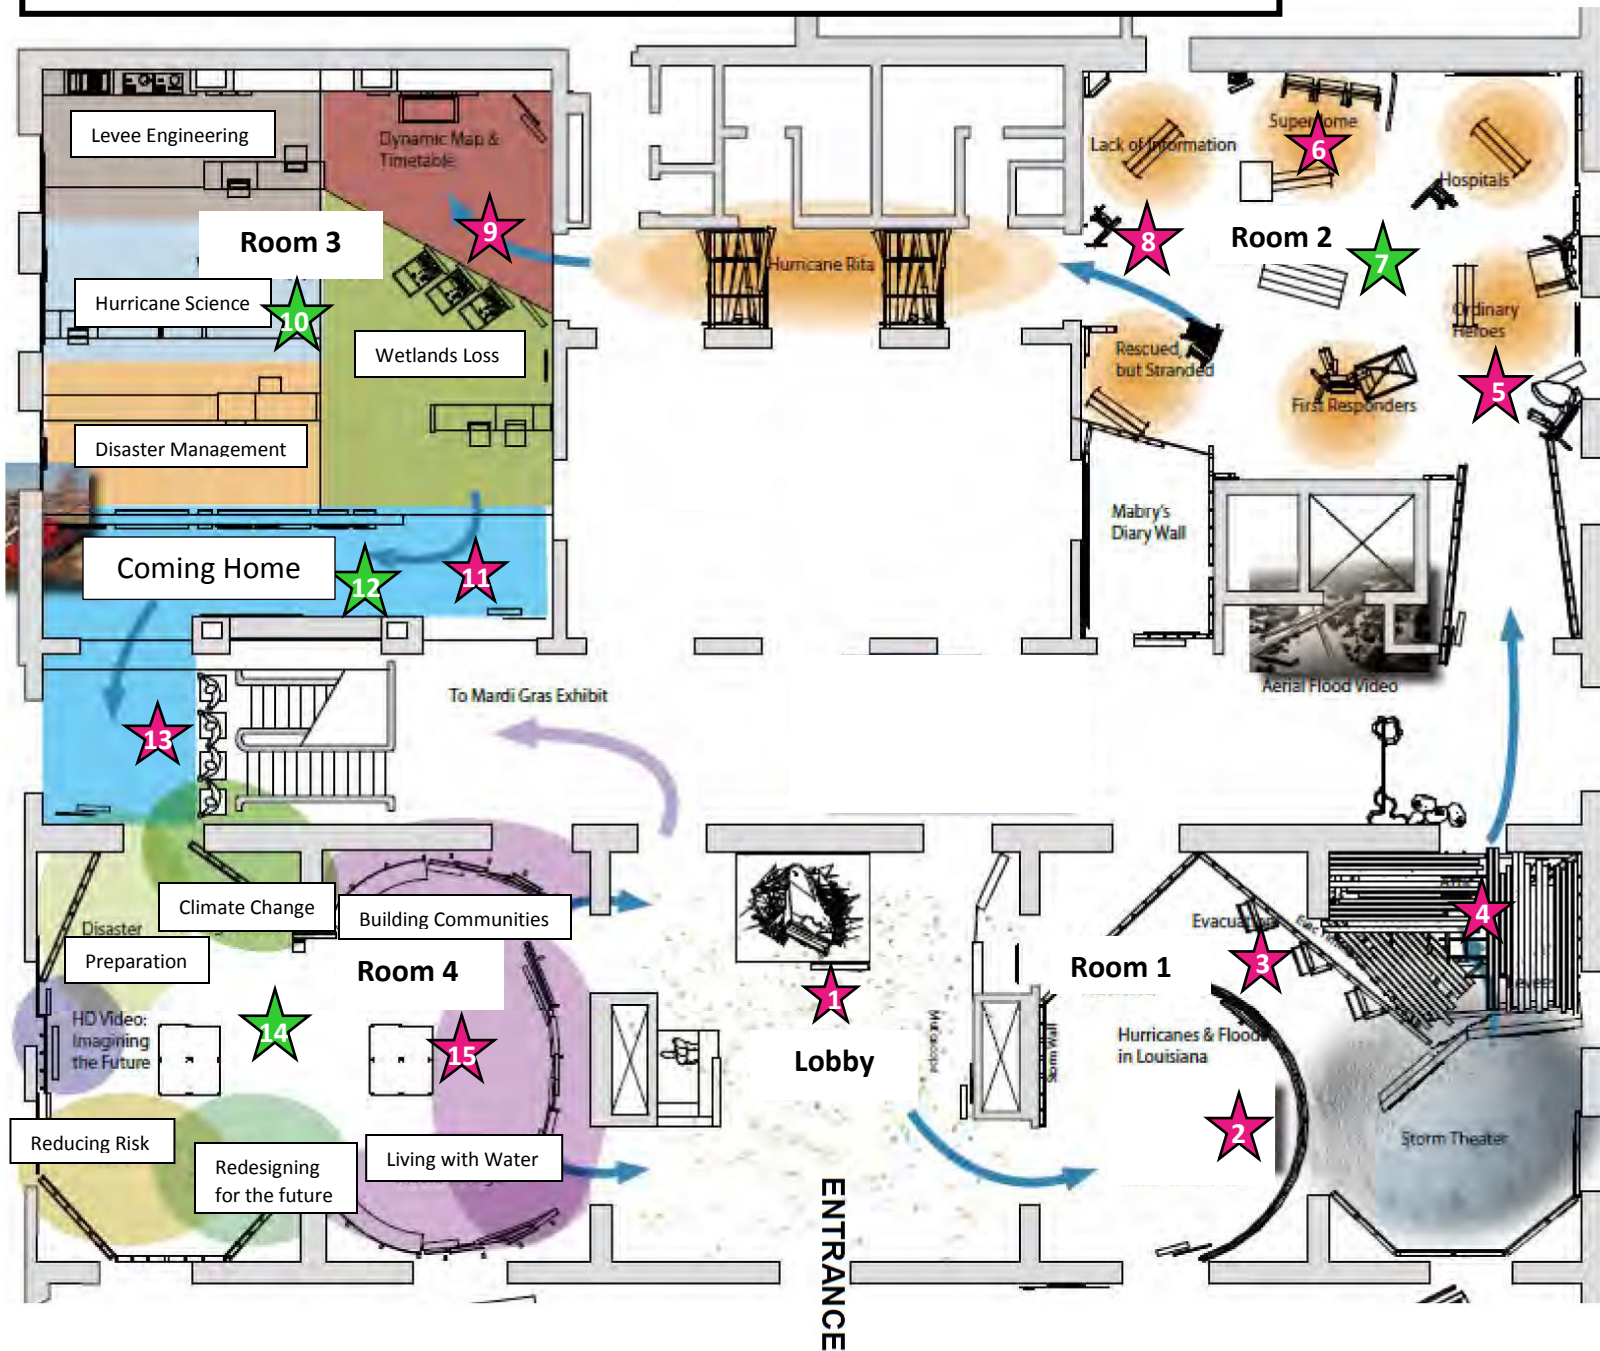 Levee Engineering
Dynamic Map &
Timetable
Room 3
9
Hurricane Science
10
Wetlands Loss
Disaster Management
Coming Home
12
11
13
To Mardi Gras Exhibit
Hurricane Rita
Lack of Information
Superdome
6
Hospitals
8
Room 2
7
Ordinary
Heroes
5
Rescued,
but Stranded
First Responders
Mabry's
Diary Wall
Aerial Flood Video
Climate Change
Building Communities
Disaster
Preparation
Room 4
HD Video:
Imagining
the Future
14
15
Reducing Risk
Redesigning
for the future
Living with Water
1
Lobby
ENTRANCE
Storm Wall
Room 1
Evacuation
3
4
Levees
Hurricanes & Floods
in Louisiana
2
Storm Theater